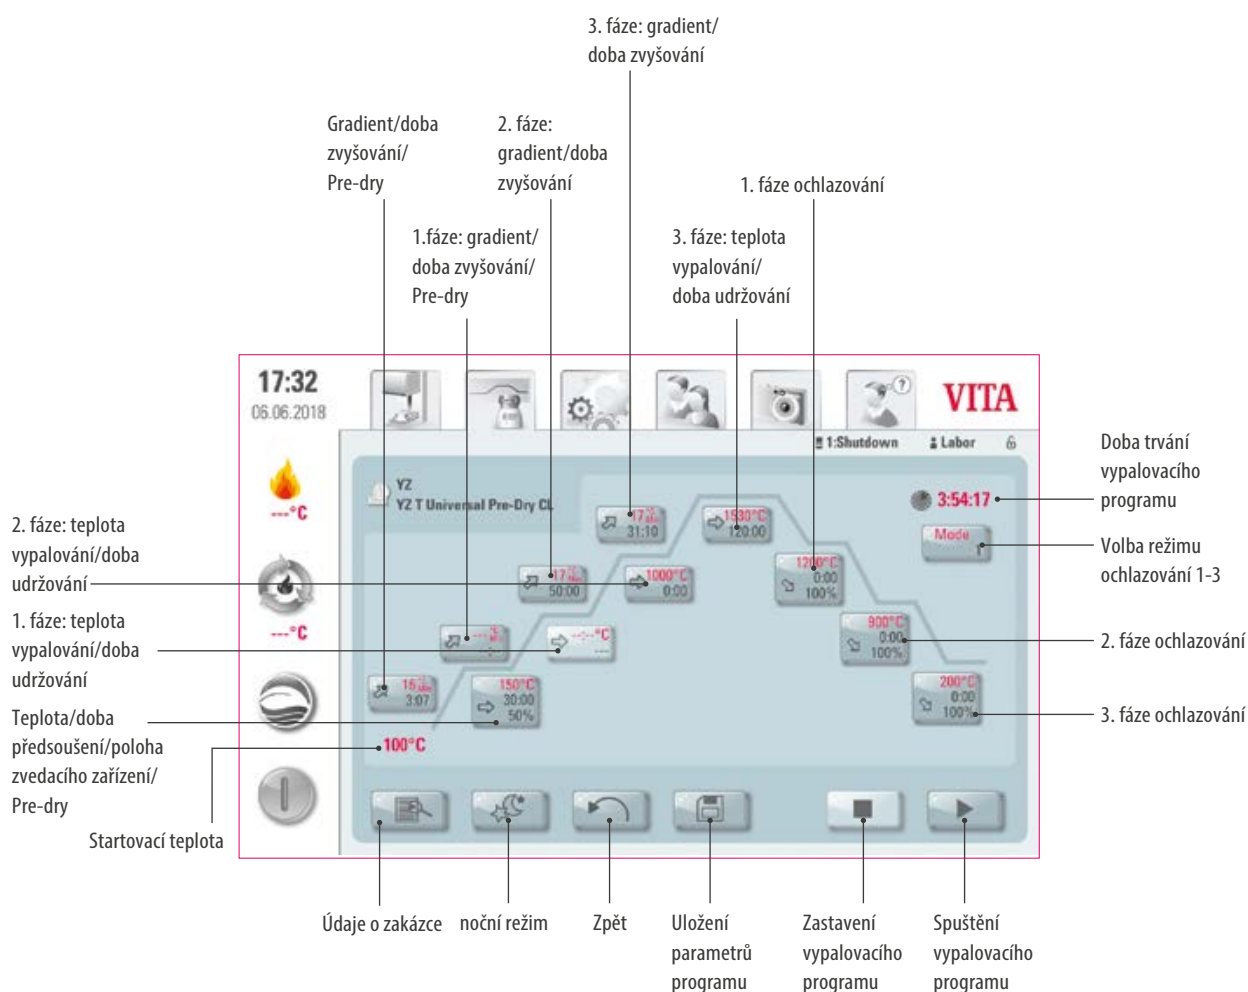 3. fáze: gradient/
doba zvyšování
Gradient/doba
zvyšování/
Pre-dry
2. fáze:
gradient/doba
zvyšování
1. fáze ochlazování
1.fáze: gradient/
doba zvyšování/
Pre-dry
3. fáze: teplota
vypalování/
doba udržování
17:32
06.06.2018
VITA
1:Shutdown
Labor
---°C
---°C
YZ
YZ T Universal Pre-Dry CL
3:54:17
Mode
1
17
31:10
1530°C
120:00
17
50:00
1000°C
0:00
1200°C
0:00
100%
--:--°C
900°C
0:00
100%
16
3:07
150°C
30:00
50%
200°C
0:00
100%
100°C
Doba trvání
vypalovacího
programu
Volba režimu
ochlazování 1-3
2. fáze ochlazování
3. fáze ochlazování
2. fáze: teplota
vypalování/doba
udržování
1. fáze: teplota
vypalování/doba
udržování
Teplota/doba
předsoušení/poloha
zvedacího zařízení/
Pre-dry
Startovací teplota
Údaje o zakázce
noční režim
Zpět
Uložení
parametrů
programu
Zastavení
vypalovacího
programu
Spuštění
vypalovacího
programu